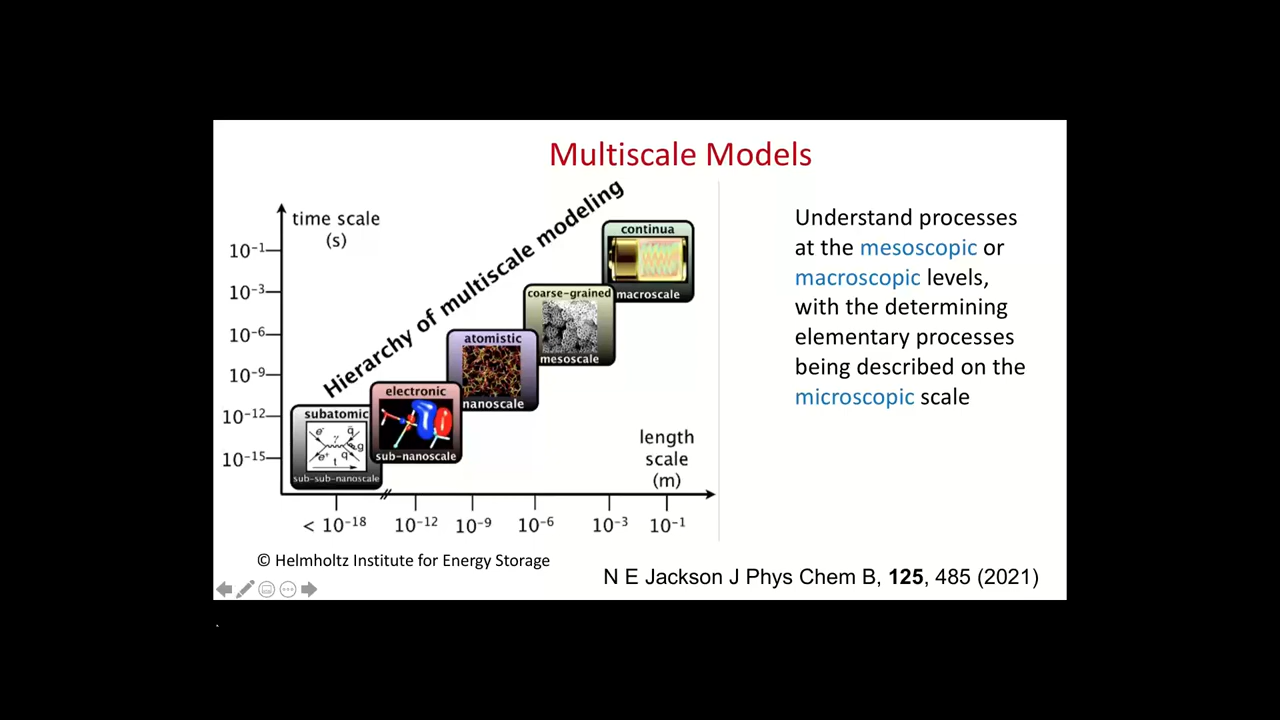 Multiscale Models
time scale
(s)
Hierarchy of multiscale modeling
10⁻¹
10⁻³
10⁻⁶
10⁻⁹
10⁻¹²
10⁻¹⁵
continua
macroscale
coarse-grained
mesoscale
atomistic
nanoscale
electronic
sub-nanoscale
subatomic
e⁻ q̄
γ g
e⁺ q
t
sub-sub-nanoscale
length
scale
(m)
< 10⁻¹⁸ 10⁻¹² 10⁻⁹ 10⁻⁶ 10⁻³ 10⁻¹
Understand processes
at the mesoscopic or
macroscopic levels,
with the determining
elementary processes
being described on the
microscopic scale
© Helmholtz Institute for Energy Storage
N E Jackson J Phys Chem B, 125, 485 (2021)